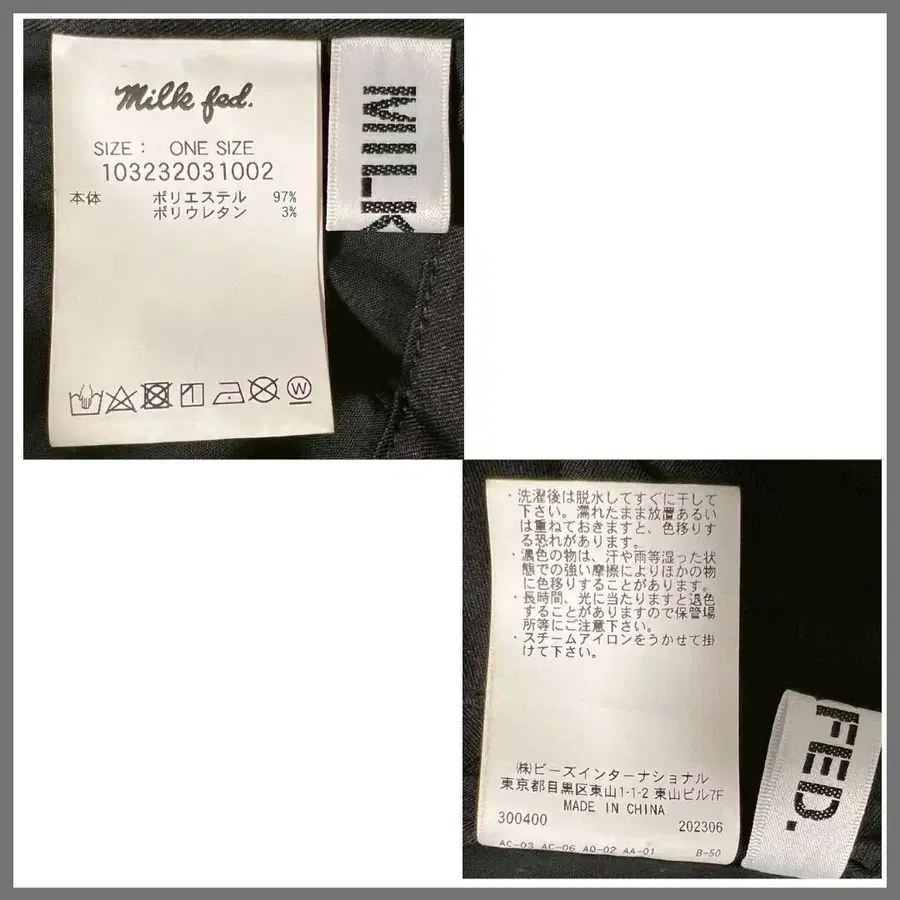 Milk fed.
SIZE : ONE SIZE
103232031002
本体 ポリエステル 97%
ポリウレタン 3%
W
MILK
・洗濯後は脱水してすぐに干して
下さい。濡れたまま放置あるい
は重ねておきますと、色移りす
る恐れがあります。
・濃色の物は、汗や雨等湿った状
態での強い摩擦によりほかの物
に色移りすることがあります。
・長時間、光に当たりますと退色
することがありますので保管場
所等にご注意下さい。
・スチームアイロンをうかせて掛
けて下さい。
㈱ビーズインターナショナル
東京都目黒区東山1-1-2 東山ビル7F
MADE IN CHINA
300400 202306
AC-03 AC-06 AO-02 AA-01 B-50
FED.